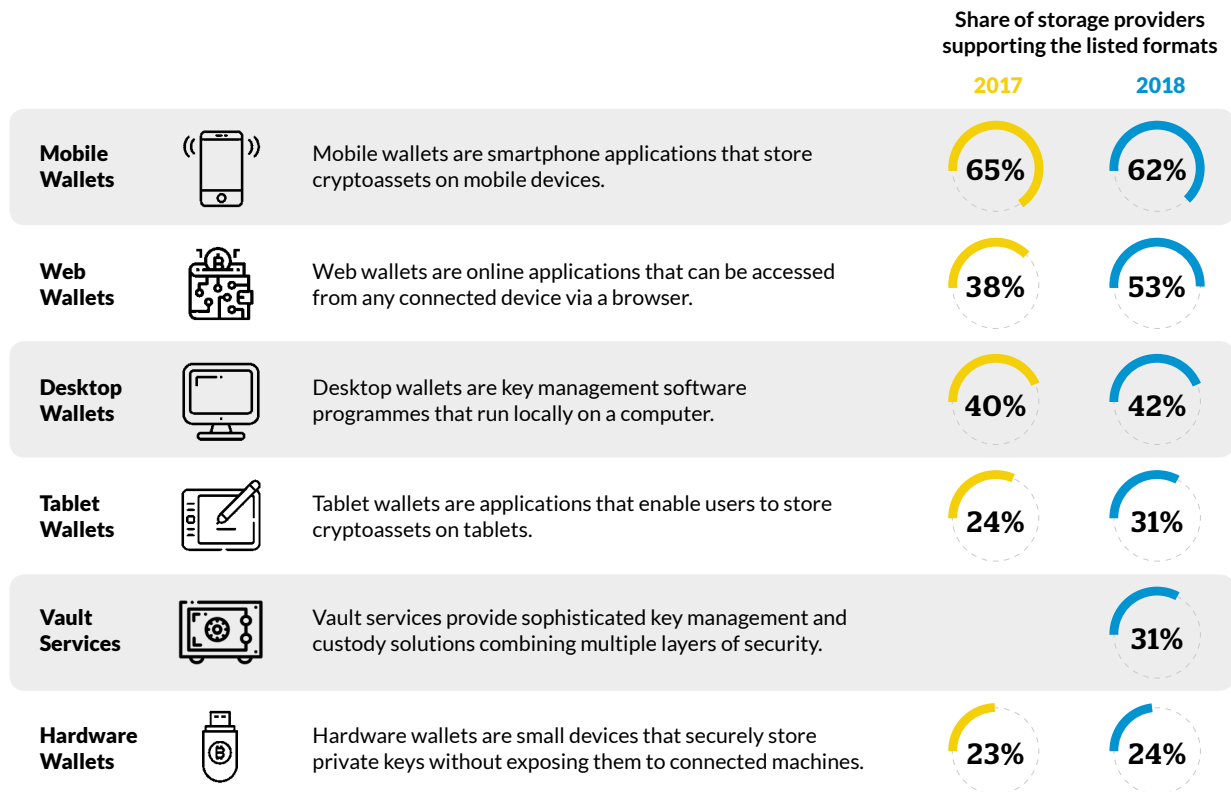 Share of storage providers
supporting the listed formats
2017 2018
Mobile
Wallets
Mobile wallets are smartphone applications that store
cryptoassets on mobile devices.
65% 62%
Web
Wallets
Web wallets are online applications that can be accessed
from any connected device via a browser.
38% 53%
Desktop
Wallets
Desktop wallets are key management software
programmes that run locally on a computer.
40% 42%
Tablet
Wallets
Tablet wallets are applications that enable users to store
cryptoassets on tablets.
24% 31%
Vault
Services
Vault services provide sophisticated key management and
custody solutions combining multiple layers of security.
31%
Hardware
Wallets
Hardware wallets are small devices that securely store
private keys without exposing them to connected machines.
23% 24%